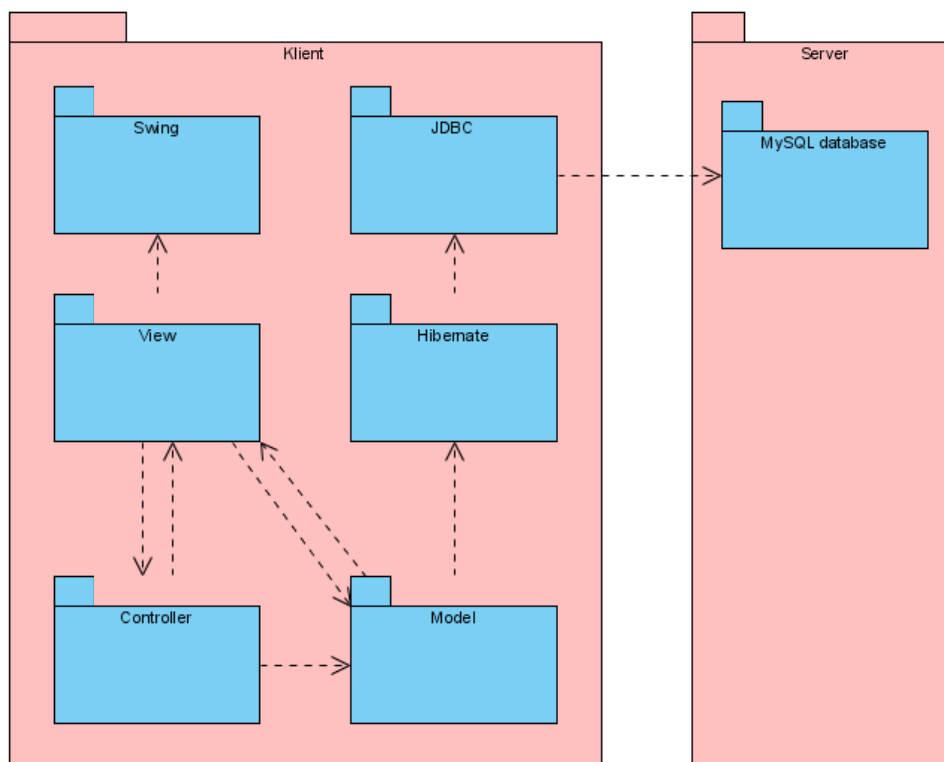 Klient
Server
Swing
JDBC
MySQL database
View
Hibernate
Controller
Model